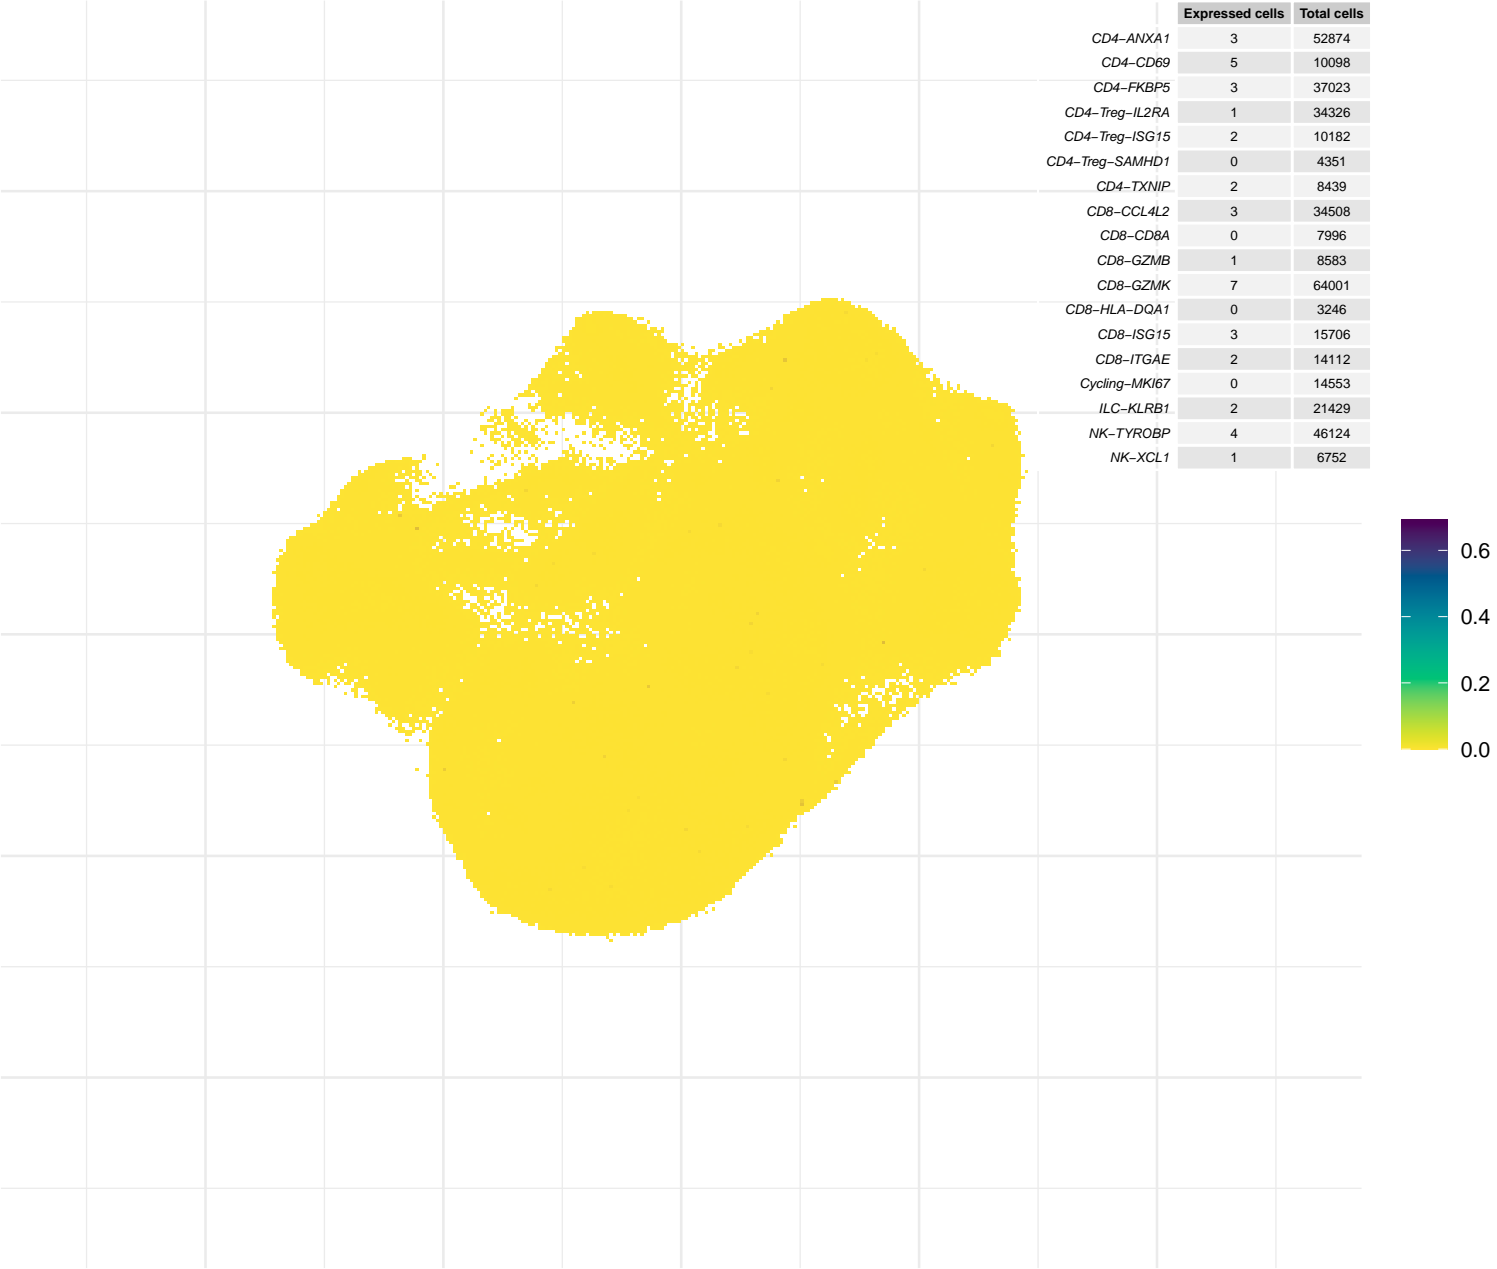 Expressed cells Total cells
CD4−ANXA1 3 52874
CD4−CD69 5 10098
CD4−FKBP5 3 37023
CD4−Treg−IL2RA 1 34326
CD4−Treg−ISG15 2 10182
CD4−Treg−SAMHD1 0 4351
CD4−TXNIP 2 8439
CD8−CCL4L2 3 34508
CD8−CD8A 0 7996
CD8−GZMB 1 8583
CD8−GZMK 7 64001
CD8−HLA−DQA1 0 3246
CD8−ISG15 3 15706
CD8−ITGAE 2 14112
Cycling−MKI67 0 14553
ILC−KLRB1 2 21429
NK−TYROBP 4 46124
NK−XCL1 1 6752
0.6
0.4
0.2
0.0